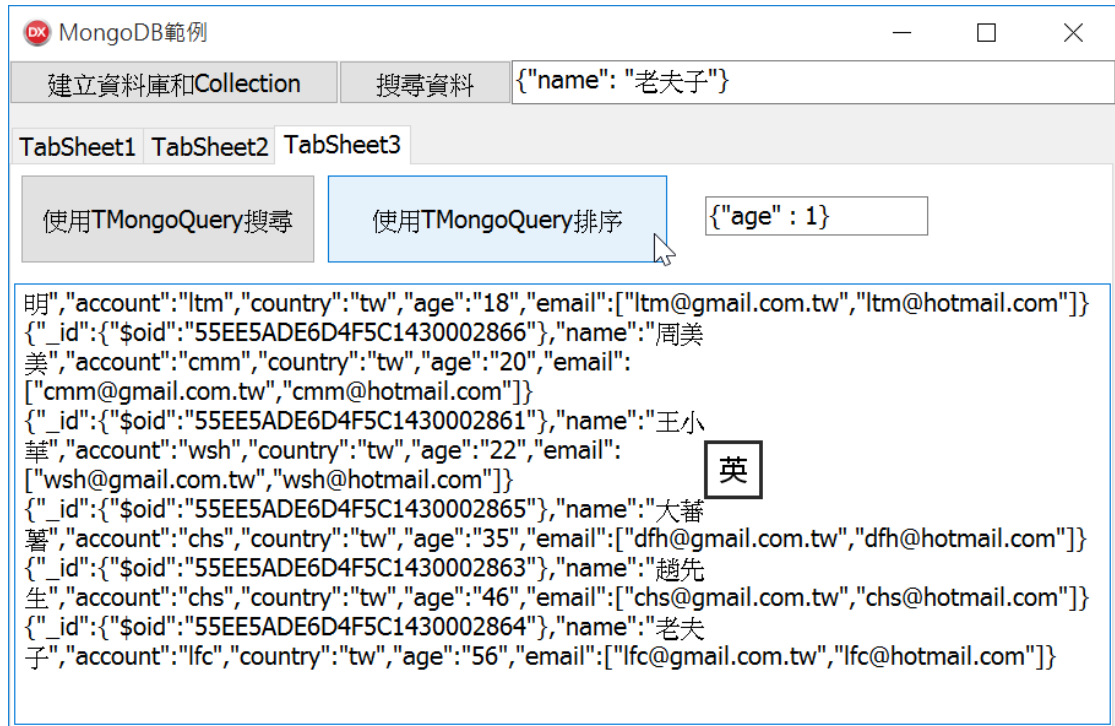 MongoDB範例
建立資料庫和Collection 搜尋資料 {"name": "老夫子"}
TabSheet1 TabSheet2 TabSheet3
使用TMongoQuery搜尋 使用TMongoQuery排序 {"age" : 1}
明","account":"ltm","country":"tw","age":"18","email":["ltm@gmail.com.tw","ltm@hotmail.com"]}
{"_id":{"$oid":"55EE5ADE6D4F5C1430002866"},"name":"周美
美","account":"cmm","country":"tw","age":"20","email":
["cmm@gmail.com.tw","cmm@hotmail.com"]}
{"_id":{"$oid":"55EE5ADE6D4F5C1430002861"},"name":"王小
華","account":"wsh","country":"tw","age":"22","email":
["wsh@gmail.com.tw","wsh@hotmail.com"]}
英
{"_id":{"$oid":"55EE5ADE6D4F5C1430002865"},"name":"大蕃
薯","account":"chs","country":"tw","age":"35","email":["dfh@gmail.com.tw","dfh@hotmail.com"]}
{"_id":{"$oid":"55EE5ADE6D4F5C1430002863"},"name":"趙先
生","account":"chs","country":"tw","age":"46","email":["chs@gmail.com.tw","chs@hotmail.com"]}
{"_id":{"$oid":"55EE5ADE6D4F5C1430002864"},"name":"老夫
子","account":"lfc","country":"tw","age":"56","email":["lfc@gmail.com.tw","lfc@hotmail.com"]}